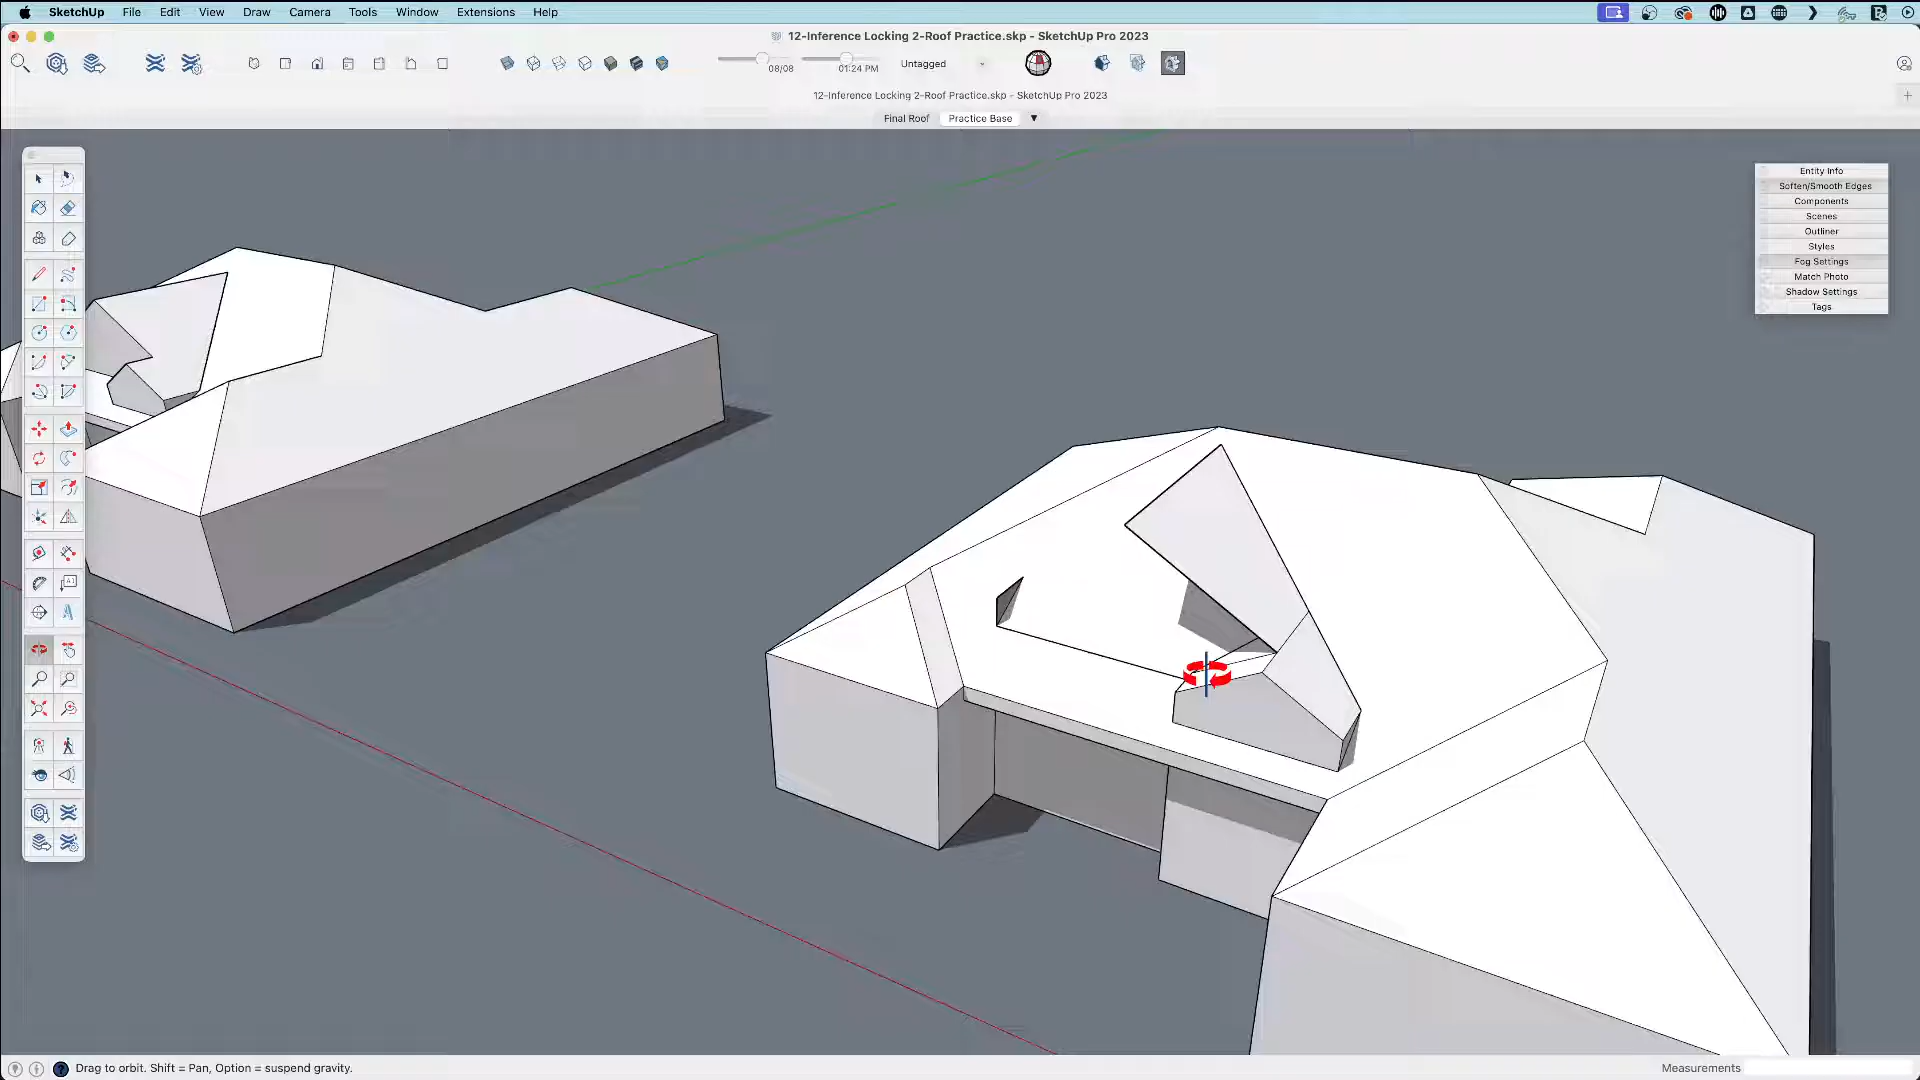 SketchUp File Edit View Draw Camera Tools Window Extensions Help
12-Inference Locking 2-Roof Practice.skp - SketchUp Pro 2023
08/08 01:24 PM Untagged
12-Inference Locking 2-Roof Practice.skp - SketchUp Pro 2023
Final Roof Practice Base
Entity Info
Soften/Smooth Edges
Components
Scenes
Outliner
Styles
Fog Settings
Match Photo
Shadow Settings
Tags
Drag to orbit. Shift = Pan, Option = suspend gravity. Measurements